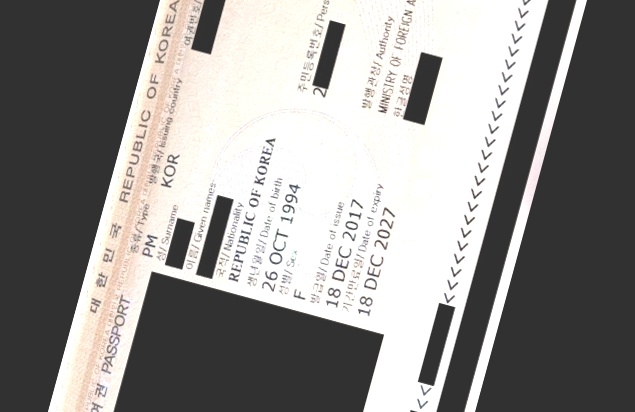 대 한 민 국 REPUBLIC OF KOREA
여권 PASSPORT
종류/Type 발행국/Issuing country 여권번호/
PM KOR
성/Surname
이름/Given names
국적/Nationality
REPUBLIC OF KOREA
생년월일/Date of birth 주민등록번호/Pers
26 OCT 1994 2
성별/Sex
F
발급일/Date of issue 발행관청/Authority
18 DEC 2017 MINISTRY OF FOREIGN A
기간만료일/Date of expiry 한글성명
18 DEC 2027